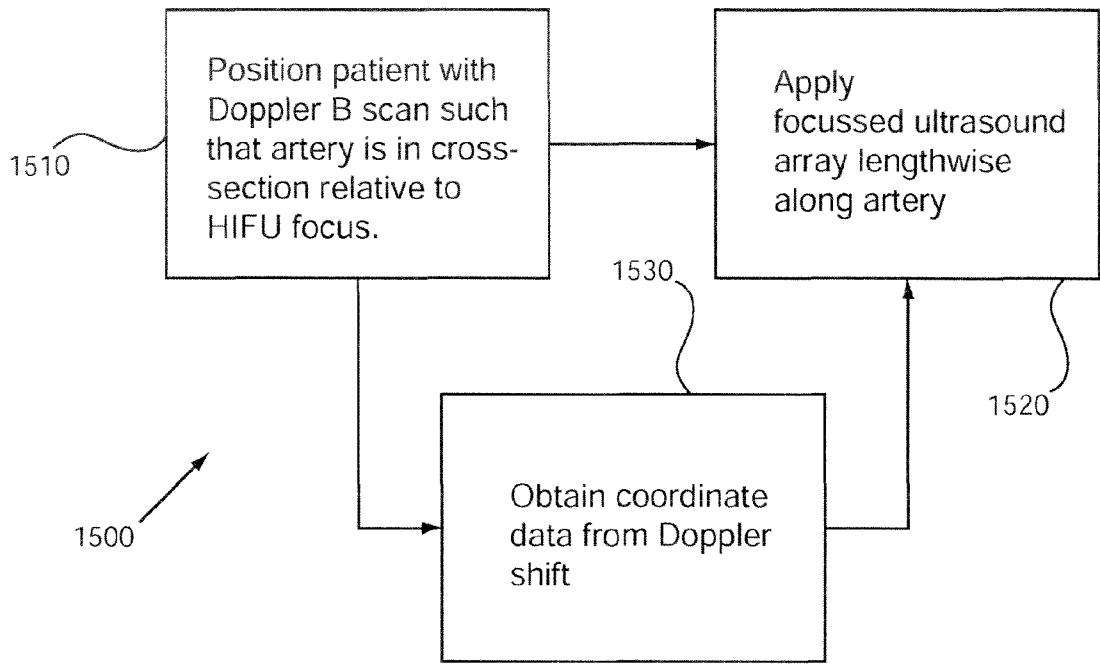 Position patient with
Doppler B scan such
that artery is in cross-
section relative to
HIFU focus.
1510
Apply
focussed ultrasound
array lengthwise
along artery
1530
1520
Obtain coordinate
data from Doppler
shift
1500